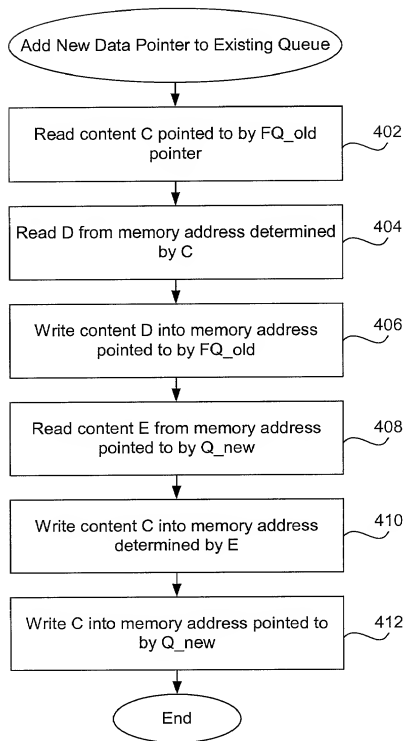 Add New Data Pointer to Existing Queue
Read content C pointed to by FQ_old
pointer
402
Read D from memory address determined
by C
404
Write content D into memory address
pointed to by FQ_old
406
Read content E from memory address
pointed to by Q_new
408
Write content C into memory address
determined by E
410
Write C into memory address pointed to
by Q_new
412
End